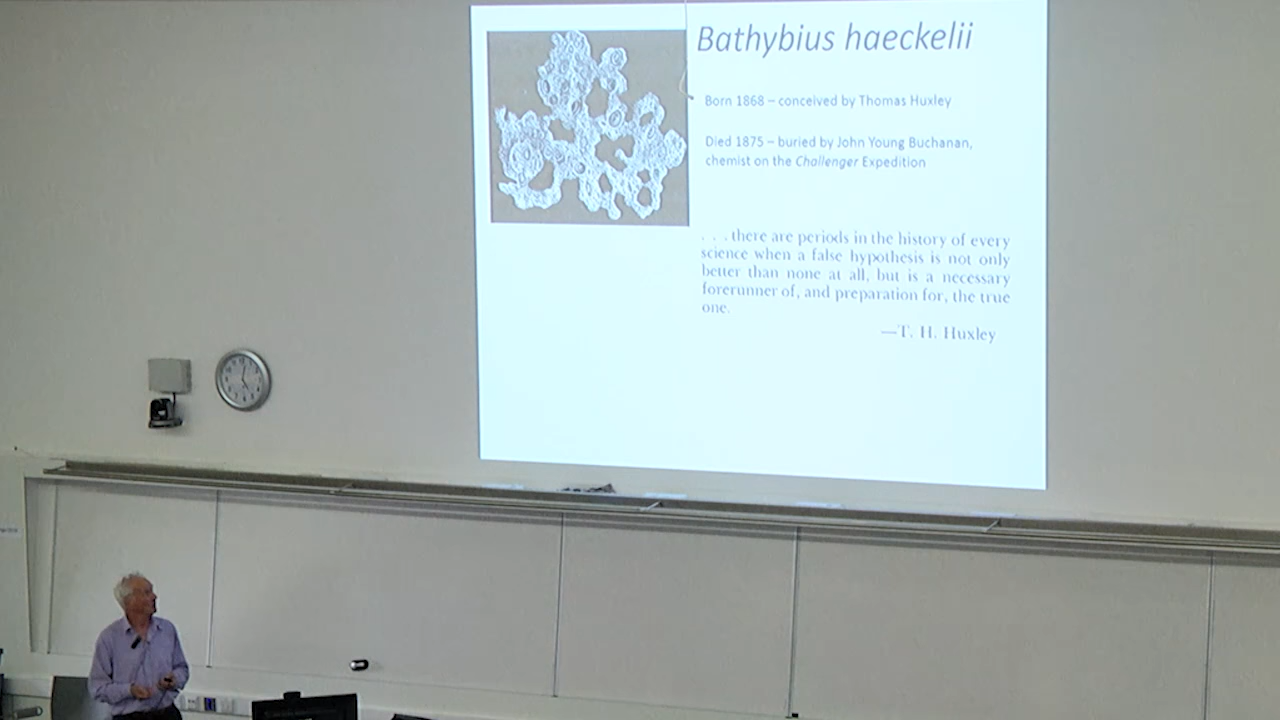 Bathybius haeckelii
Born 1868 – conceived by Thomas Huxley
Died 1875 – buried by John Young Buchanan,
chemist on the Challenger Expedition
. . . there are periods in the history of every
science when a false hypothesis is not only
better than none at all, but is a necessary
forerunner of, and preparation for, the true
one.
—T. H. Huxley